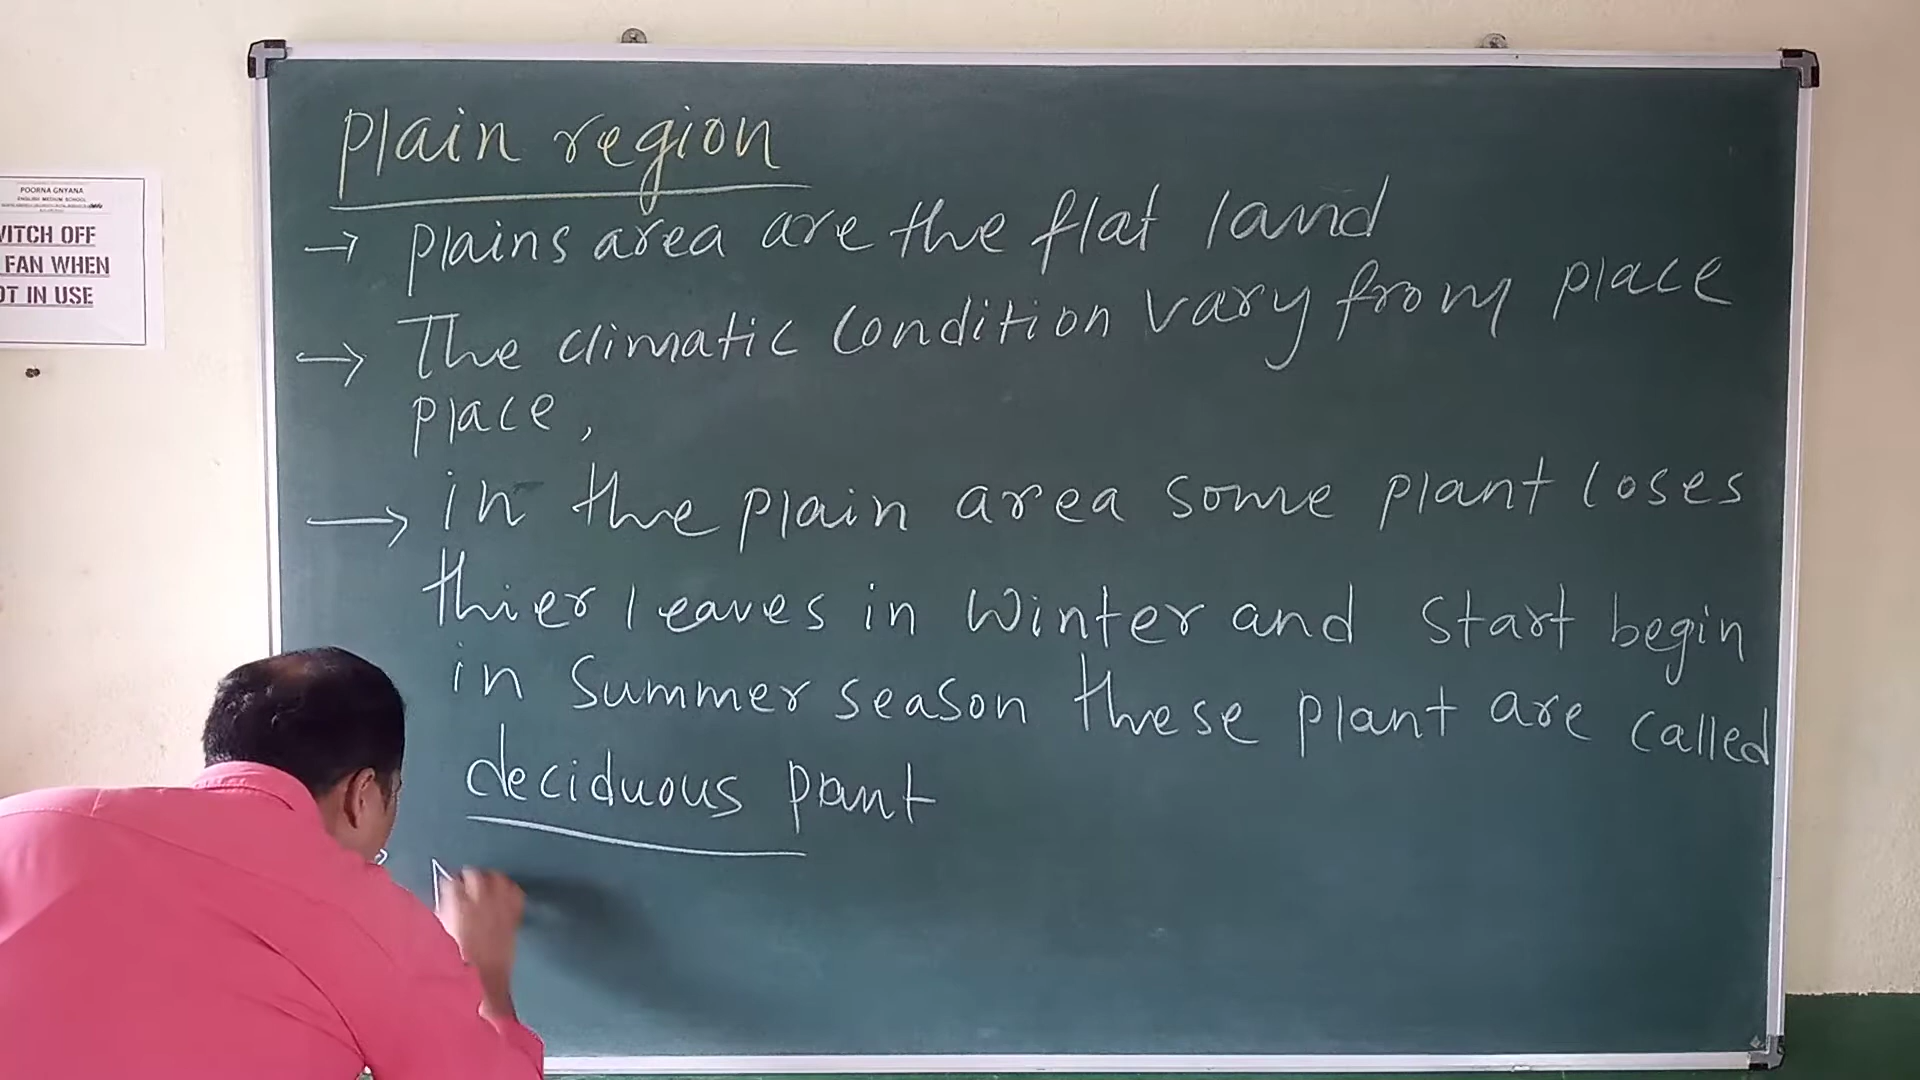 plain region
→ plains area are the flat land
→ The climatic condition vary from place
place,
→ in the plain area some plant loses
thier leaves in winter and start begin
in summer season these plant are called
deciduous pant
POORNA GNYANA
ENGLISH MEDIUM SCHOOL
WITCH OFF
FAN WHEN
OT IN USE